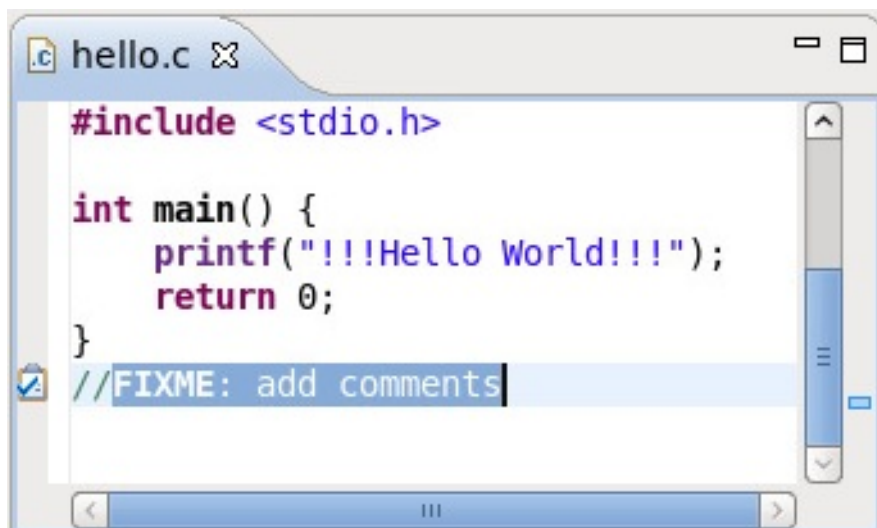 hello.c
#include <stdio.h>
int main() {
    printf("!!!Hello World!!!");
    return 0;
}
//FIXME: add comments